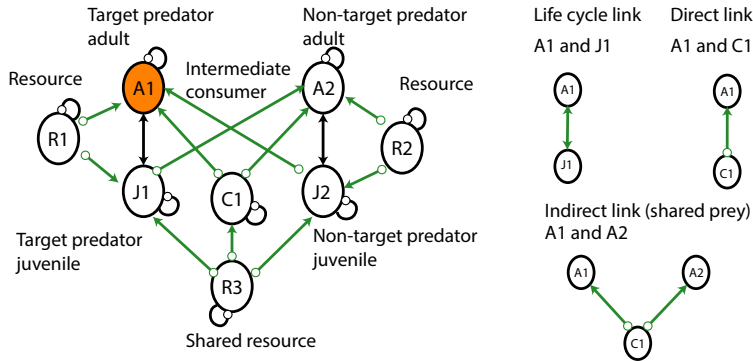 Target predator
adult
Non-target predator
adult
Life cycle link
A1 and J1
Direct link
A1 and C1
Resource
Intermediate
consumer
Resource
A1
A2
A1
A1
R1
R2
J1
C1
J2
J1
C1
Target predator
juvenile
Non-target predator
juvenile
Indirect link (shared prey)
A1 and A2
R3
A1
A2
Shared resource
C1